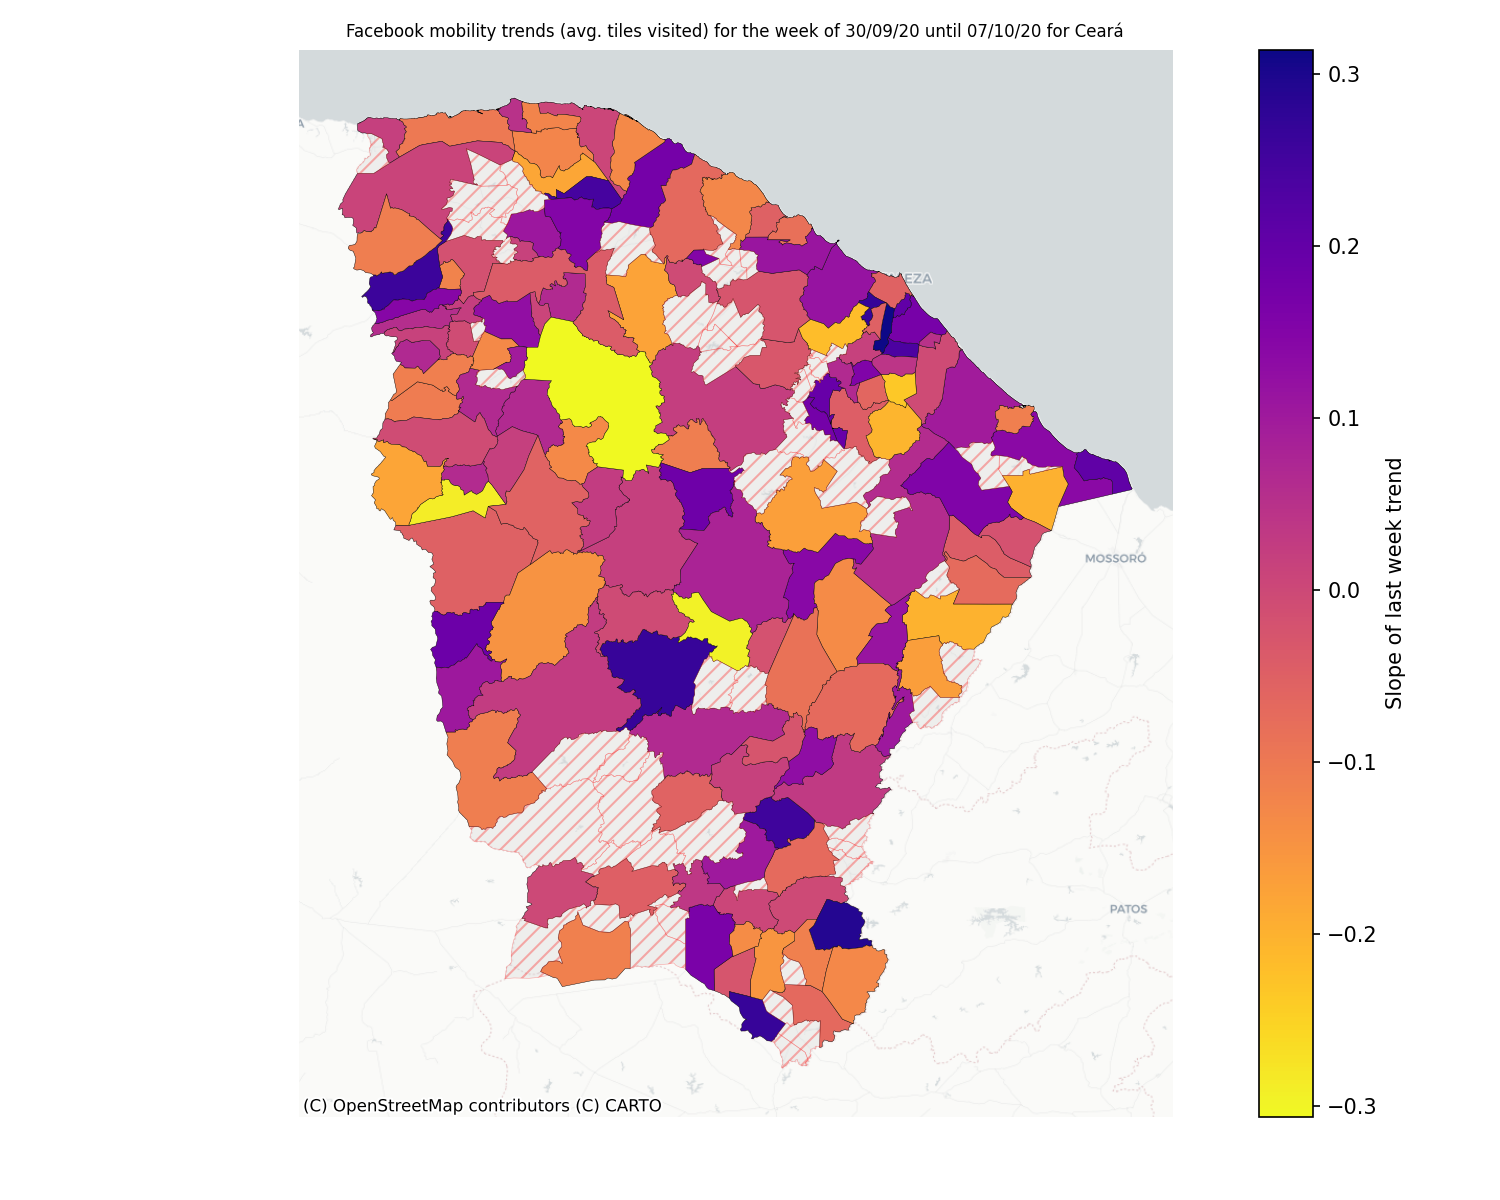 Facebook mobility trends (avg. tiles visited) for the week of 30/09/20 until 07/10/20 for Ceará
0.3
0.2
0.1
0.0
−0.1
−0.2
−0.3
Slope of last week trend
EZA
MOSSORÓ
PATOS
(C) OpenStreetMap contributors (C) CARTO